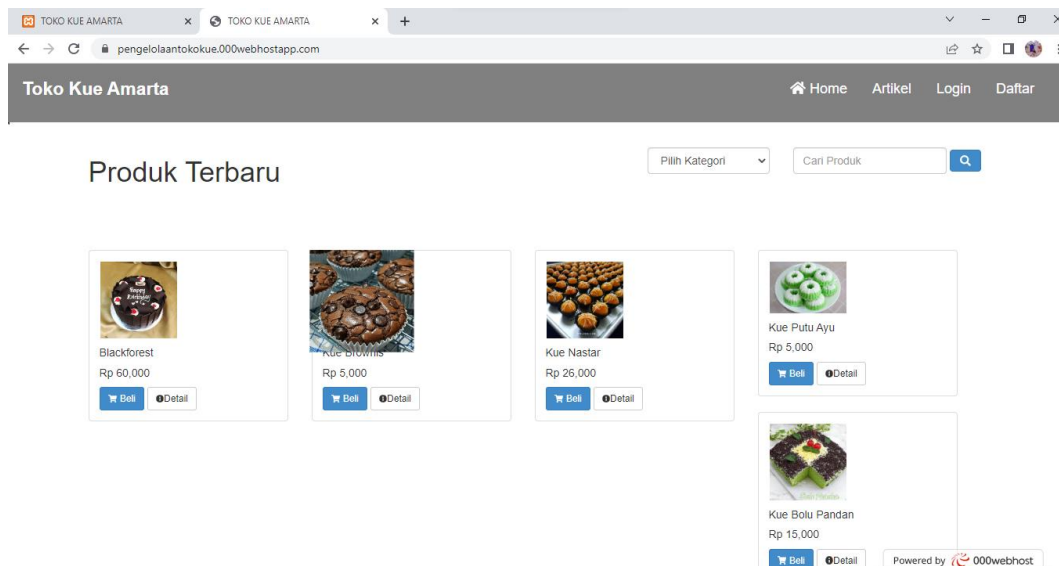 TOKO KUE AMARTA
TOKO KUE AMARTA
pengelolaantokokue.000webhostapp.com
Toko Kue Amarta
Home Artikel Login Daftar
Produk Terbaru
Pilih Kategori
Cari Produk
Happy
Blackforest
Rp 60,000
Beli Detail
Kue Brownis
Rp 5,000
Beli Detail
Kue Nastar
Rp 26,000
Beli Detail
Kue Putu Ayu
Rp 5,000
Beli Detail
Kue Bolu Pandan
Rp 15,000
Beli Detail
Powered by 000webhost